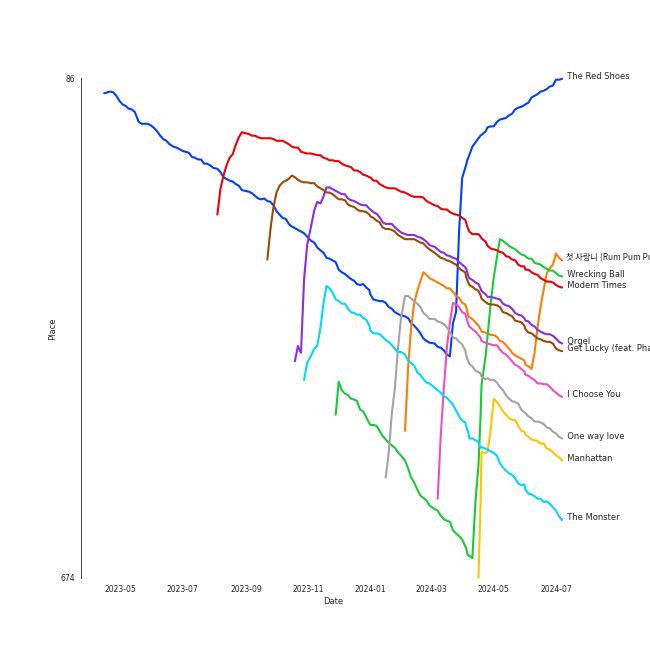 86
The Red Shoes
첫 사랑니 (Rum Pum Pu
Wrecking Ball
Modern Times
Place
Orgel
Get Lucky (feat. Pha
I Choose You
One way love
Manhattan
The Monster
674
2023-05 2023-07 2023-09 2023-11 2024-01 2024-03 2024-05 2024-07
Date